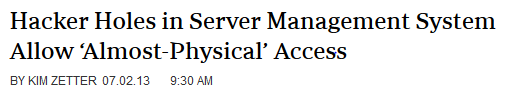 Hacker Holes in Server Management System
Allow ‘Almost-Physical’ Access
BY KIM ZETTER 07.02.13 9:30 AM